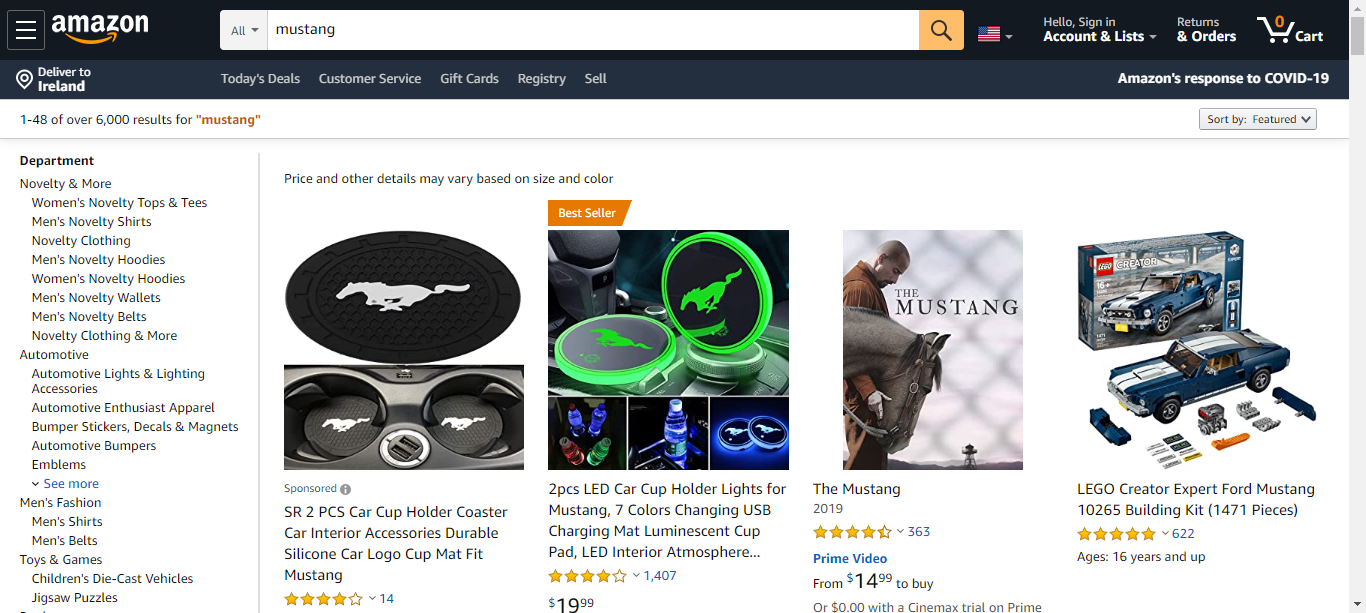 amazon
All
mustang
Hello, Sign in
Account & Lists
Returns
& Orders
0
Cart
Deliver to
Ireland
Today's Deals
Customer Service
Gift Cards
Registry
Sell
Amazon's response to COVID-19
1-48 of over 6,000 results for "mustang"
Sort by: Featured
Department
Novelty & More
Women's Novelty Tops & Tees
Men's Novelty Shirts
Novelty Clothing
Men's Novelty Hoodies
Women's Novelty Hoodies
Men's Novelty Wallets
Men's Novelty Belts
Novelty Clothing & More
Automotive
Automotive Lights & Lighting
Accessories
Automotive Enthusiast Apparel
Bumper Stickers, Decals & Magnets
Automotive Bumpers
Emblems
See more
Men's Fashion
Men's Shirts
Men's Belts
Toys & Games
Children's Die-Cast Vehicles
Jigsaw Puzzles
Price and other details may vary based on size and color
Sponsored
SR 2 PCS Car Cup Holder Coaster
Car Interior Accessories Durable
Silicone Car Logo Cup Mat Fit
Mustang
14
Best Seller
2pcs LED Car Cup Holder Lights for
Mustang, 7 Colors Changing USB
Charging Mat Luminescent Cup
Pad, LED Interior Atmosphere...
1,407
$19.99
THE
MUSTANG
The Mustang
2019
363
Prime Video
From $14.99 to buy
Or $0.00 with a Cinemax trial on Prime
LEGO
CREATOR
EXPERT
16+
LEGO Creator Expert Ford Mustang
10265 Building Kit (1471 Pieces)
622
Ages: 16 years and up